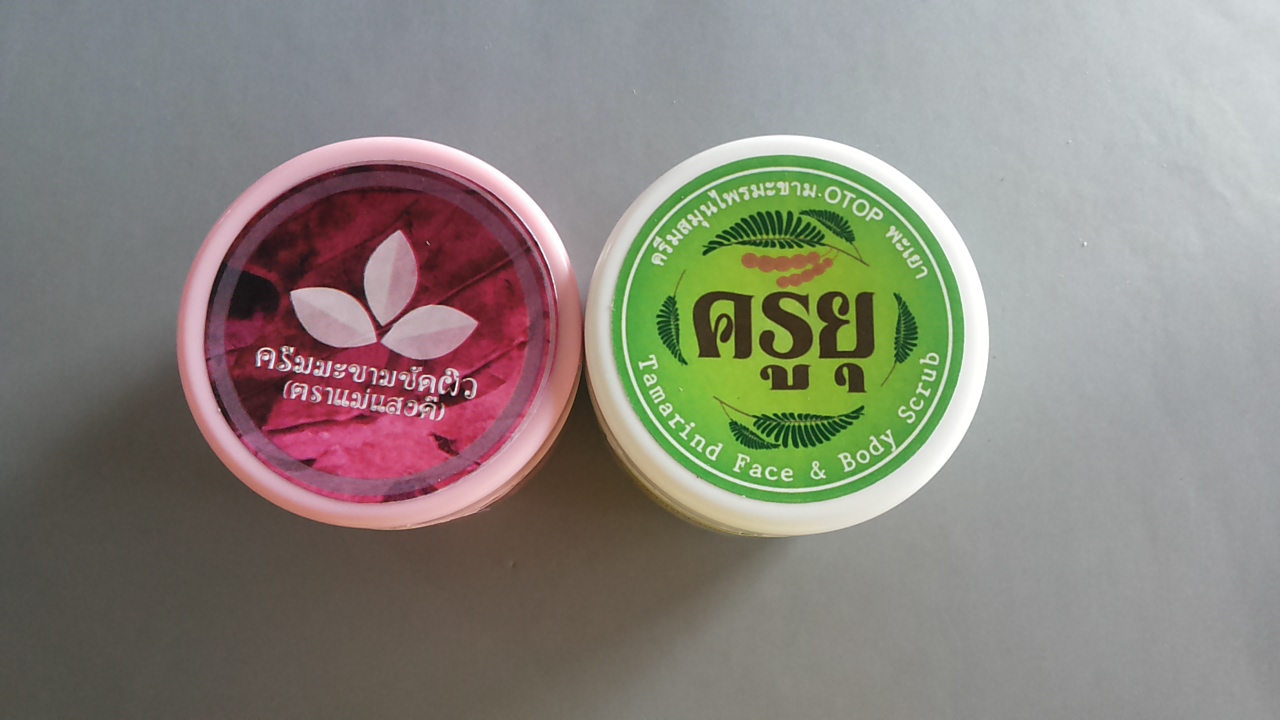 ครีมมะขามขัดผิว
(ตราแม่แสงดี)
ครีมสมุนไพรมะขาม OTOP พะเยา
ครูยุ
Tamarind Face & Body Scrub